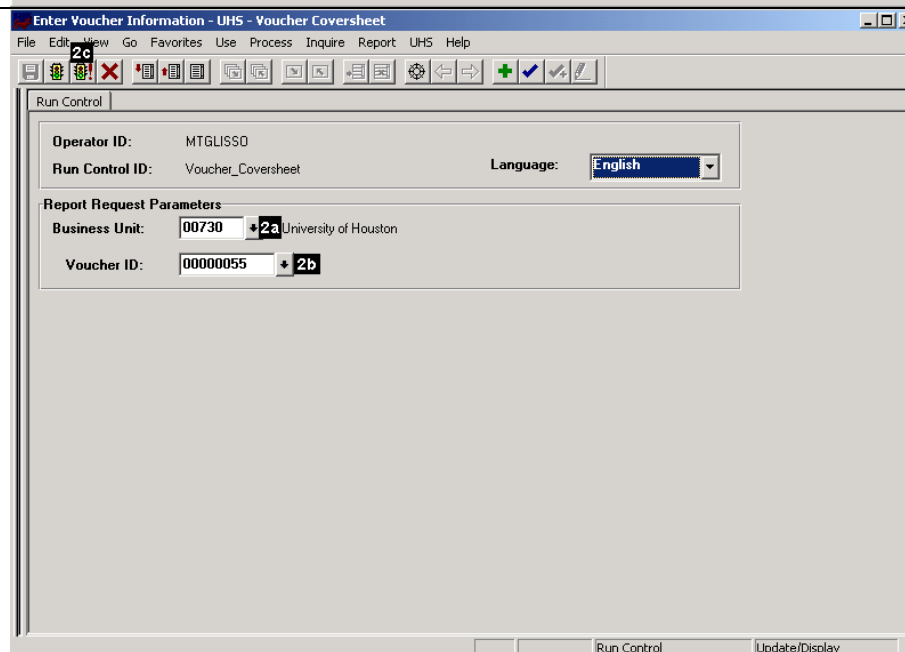 Enter Voucher Information - UHS - Voucher Coversheet
File Edit View Go Favorites Use Process Inquire Report UHS Help
2c
Run Control
Operator ID: MTGLISSO
Run Control ID: Voucher_Coversheet Language: English
Report Request Parameters
Business Unit: 00730 2a University of Houston
Voucher ID: 00000055 2b
Run Control Update/Display